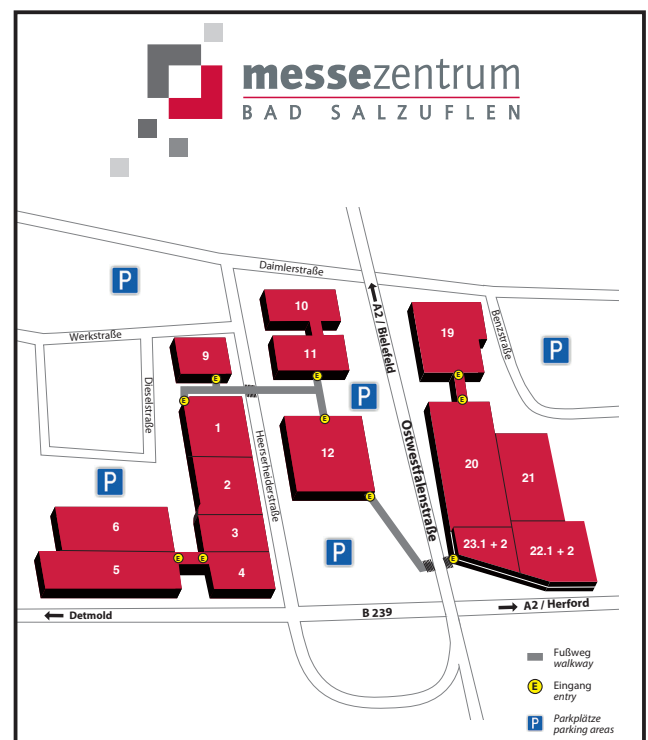 messezentrum
BAD SALZUFLEN
Daimlerstraße
P
10
A2 / Bielefeld
19
Benzstraße
Werkstraße
9
11
P
E
E
E
Dieselstraße
P
E
E
E
1
Heerserheiderstraße
12
Ostwestfalenstraße
20
21
2
P
E
6
3
P
23.1 + 2
22.1 + 2
E
E
E
5
4
Detmold
B 239
A2 / Herford
Fußweg
walkway
E
Eingang
entry
P
Parkplätze
parking areas